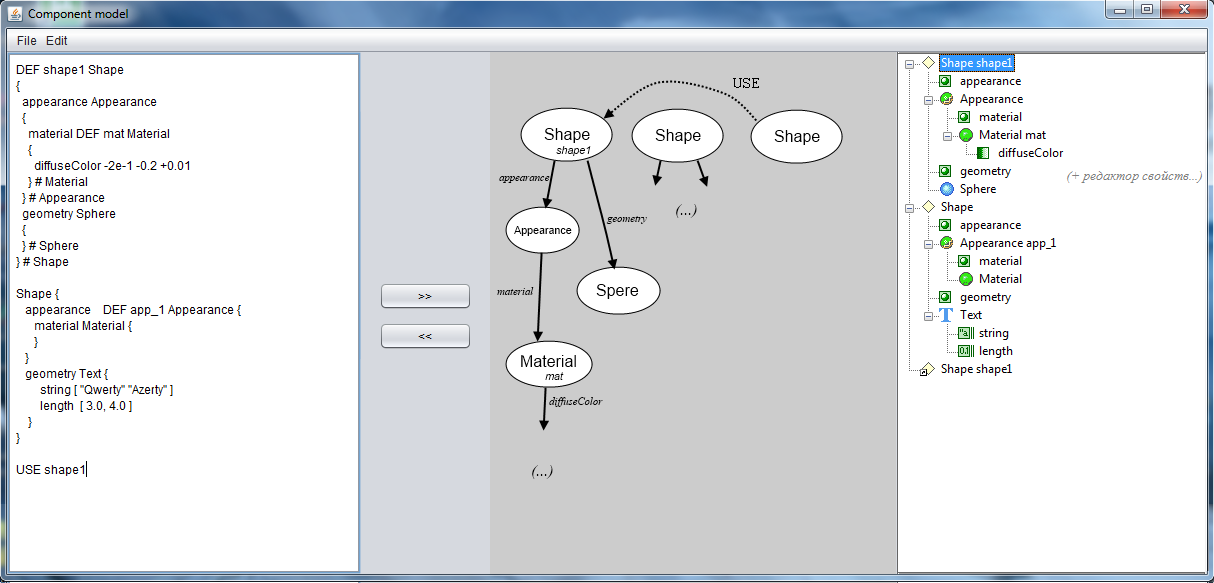 Component model
File Edit
DEF shape1 Shape
{
appearance Appearance
{
material DEF mat Material
{
diffuseColor -2e-1 -0.2 +0.01
} # Material
} # Appearance
geometry Sphere
{
} # Sphere
} # Shape
Shape {
appearance DEF app_1 Appearance {
material Material {
}
}
geometry Text {
string [ "Qwerty" "Azerty" ]
length [ 3.0, 4.0 ]
}
}
USE shape1
>>
<<
USE
Shape
shape1
Shape
Shape
appearance
geometry
(...)
Appearance
material
Spere
Material
mat
diffuseColor
(...)
Shape shape1
appearance
Appearance
material
Material mat
diffuseColor
geometry
(+ редактор свойств...)
Sphere
Shape
appearance
Appearance app_1
material
Material
geometry
Text
string
length
Shape shape1